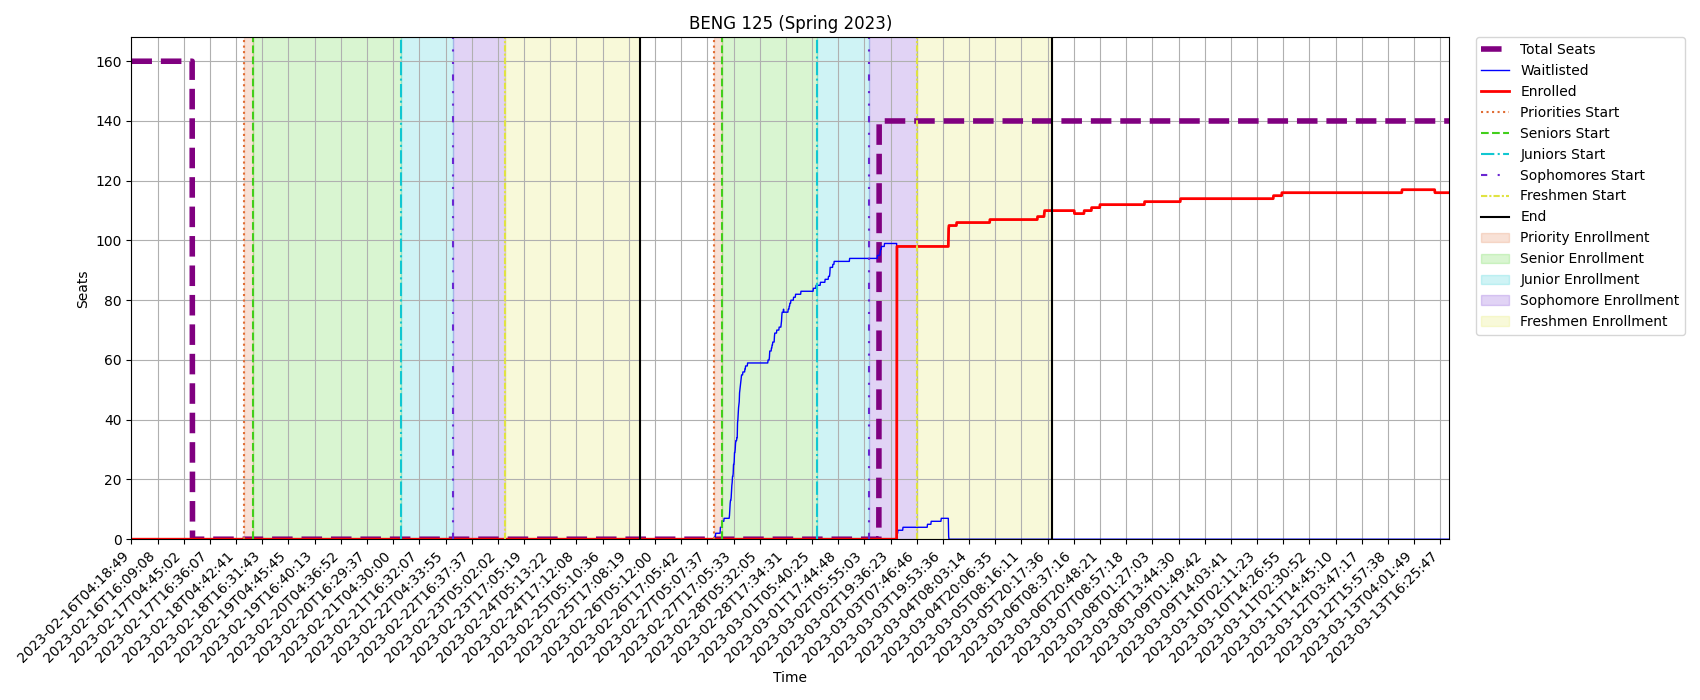 BENG 125 (Spring 2023)
Seats
160
140
120
100
80
60
40
20
0
2023-02-16T04:18:49
2023-02-16T16:09:08
2023-02-17T04:45:02
2023-02-17T16:36:07
2023-02-18T04:42:41
2023-02-18T16:31:43
2023-02-19T04:45:45
2023-02-19T16:40:13
2023-02-20T04:36:52
2023-02-20T16:29:37
2023-02-21T04:30:00
2023-02-21T16:32:07
2023-02-22T04:33:55
2023-02-22T16:37:37
2023-02-23T05:02:02
2023-02-23T17:05:19
2023-02-24T05:13:22
2023-02-24T17:12:08
2023-02-25T05:10:36
2023-02-25T17:08:19
2023-02-26T05:12:00
2023-02-26T17:05:42
2023-02-27T05:07:37
2023-02-27T17:05:33
2023-02-28T05:32:05
2023-02-28T17:34:31
2023-03-01T05:40:25
2023-03-01T17:44:48
2023-03-02T05:55:03
2023-03-02T19:36:23
2023-03-03T07:46:46
2023-03-03T19:53:36
2023-03-04T08:03:14
2023-03-04T20:06:35
2023-03-05T08:16:11
2023-03-05T20:17:36
2023-03-06T08:37:16
2023-03-06T20:48:21
2023-03-07T08:57:18
2023-03-08T01:27:03
2023-03-08T13:44:30
2023-03-09T01:49:42
2023-03-09T14:03:41
2023-03-10T02:11:23
2023-03-10T14:26:55
2023-03-11T02:30:52
2023-03-11T14:45:10
2023-03-12T03:47:17
2023-03-12T15:57:38
2023-03-13T04:01:49
2023-03-13T16:25:47
Time
Total Seats
Waitlisted
Enrolled
Priorities Start
Seniors Start
Juniors Start
Sophomores Start
Freshmen Start
End
Priority Enrollment
Senior Enrollment
Junior Enrollment
Sophomore Enrollment
Freshmen Enrollment